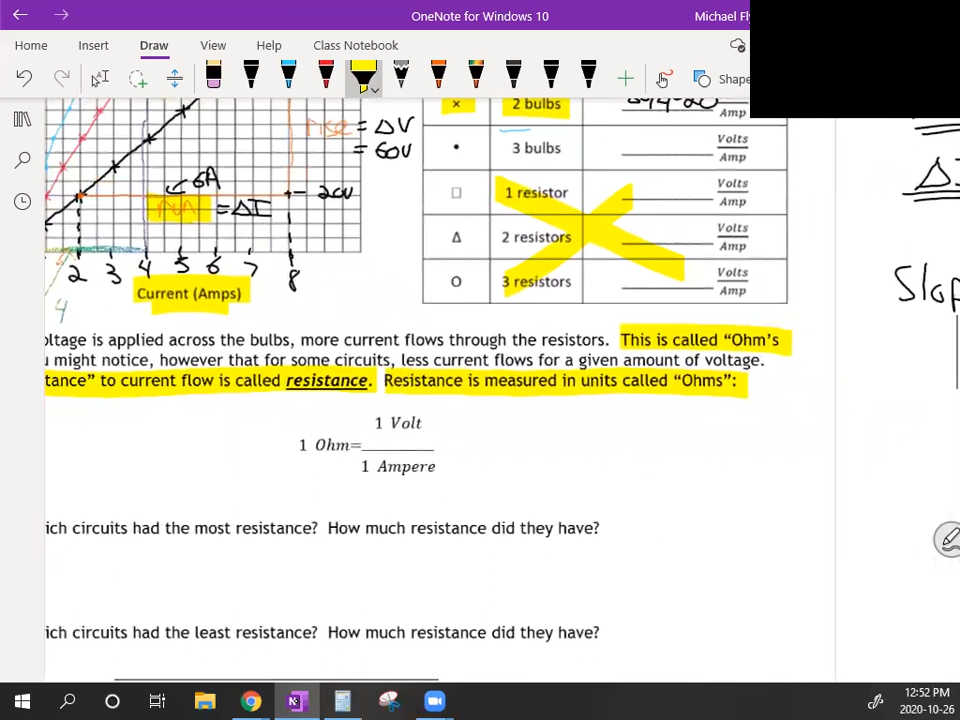 OneNote for Windows 10
Michael Fly
Home Insert Draw View Help Class Notebook
Shape
rise = ΔV
= 60V
6A
run = ΔI
20V
2 3 4 5 6 7 8
Current (Amps)
4
× 2 bulbs Amp
• 3 bulbs Volts
Amp
□ 1 resistor Volts
Amp
Δ 2 resistors Volts
Amp
O 3 resistors Volts
Amp
ΔI
Slop
oltage is applied across the bulbs, more current flows through the resistors. This is called “Ohm’s
u might notice, however that for some circuits, less current flows for a given amount of voltage.
tance” to current flow is called resistance. Resistance is measured in units called “Ohms”:
1 Volt
1 Ohm=
1 Ampere
ich circuits had the most resistance? How much resistance did they have?
ich circuits had the least resistance? How much resistance did they have?
12:52 PM
2020-10-26